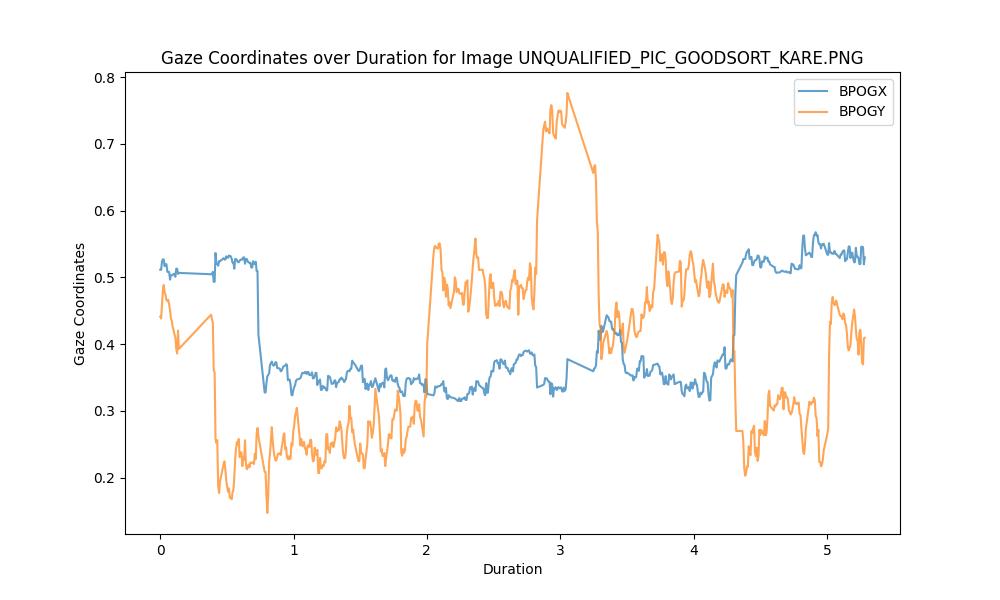 Gaze Coordinates over Duration for Image UNQUALIFIED_PIC_GOODSORT_KARE.PNG
BPOGX
BPOGY
0.8
0.7
0.6
0.5
0.4
0.3
0.2
Gaze Coordinates
0
1
2
3
4
5
Duration